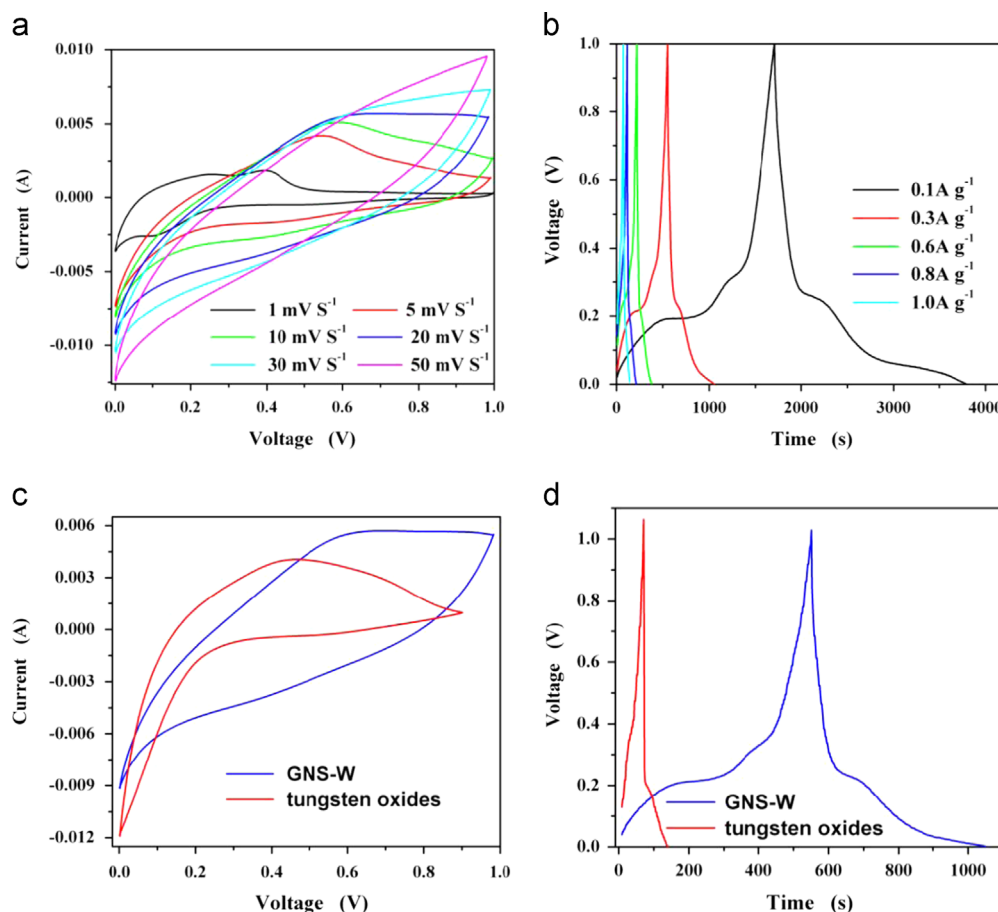 a
0.010
0.005
0.000
-0.005
-0.010
Current (A)
1 mV S⁻¹
5 mV S⁻¹
10 mV S⁻¹
20 mV S⁻¹
30 mV S⁻¹
50 mV S⁻¹
0.0 0.2 0.4 0.6 0.8 1.0
Voltage (V)
b
1.0
0.8
0.6
0.4
0.2
0.0
Voltage (V)
0.1A g⁻¹
0.3A g⁻¹
0.6A g⁻¹
0.8A g⁻¹
1.0A g⁻¹
0 1000 2000 3000 4000
Time (s)
c
0.006
0.003
0.000
-0.003
-0.006
-0.009
-0.012
Current (A)
GNS-W
tungsten oxides
0.0 0.2 0.4 0.6 0.8 1.0
Voltage (V)
d
1.0
0.8
0.6
0.4
0.2
0.0
Voltage (V)
GNS-W
tungsten oxides
0 200 400 600 800 1000
Time (s)